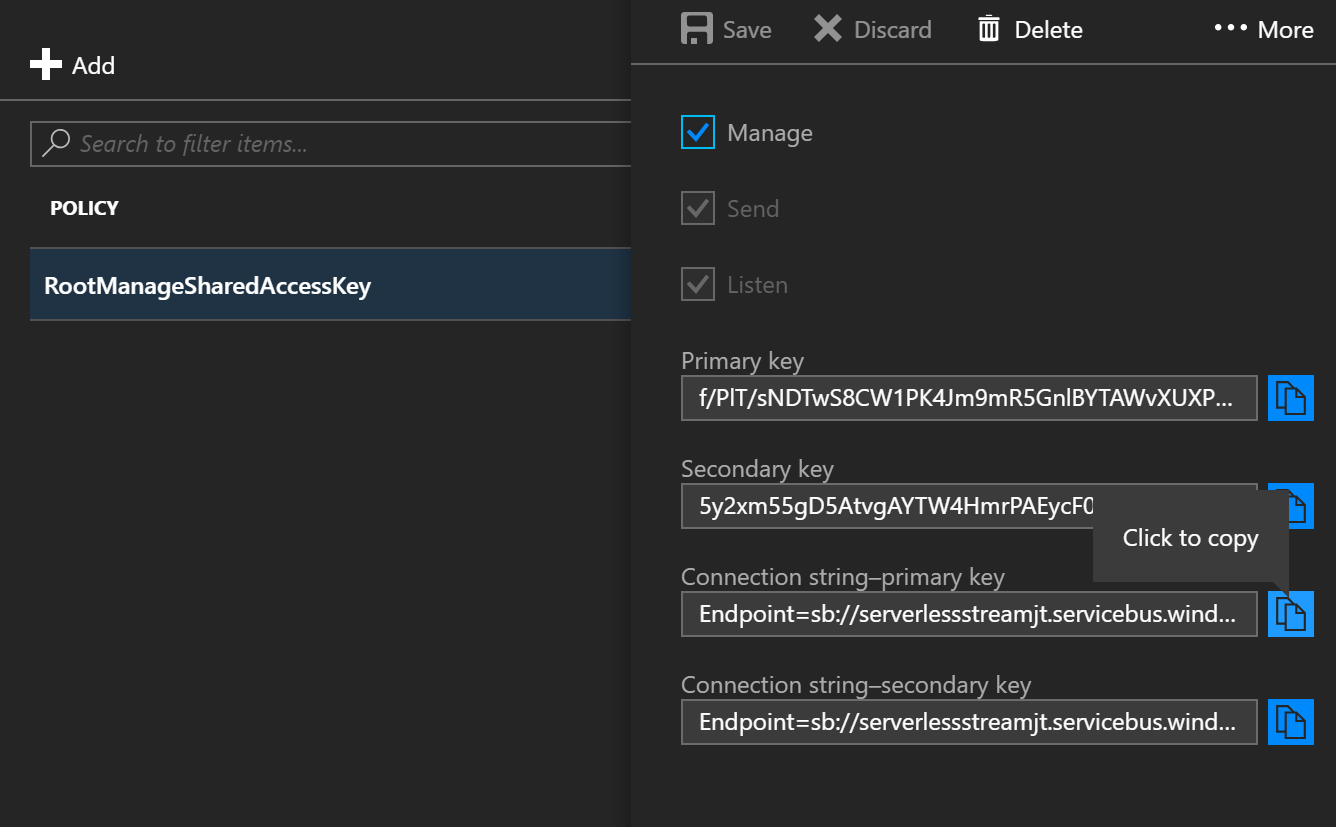 Add
Search to filter items...
POLICY
RootManageSharedAccessKey
Save Discard Delete ••• More
Manage
Send
Listen
Primary key
f/PlT/sNDTwS8CW1PK4Jm9mR5GnlBYTAWvXUXP...
Secondary key
5y2xm55gD5AtvgAYTW4HmrPAEycF0
Click to copy
Connection string–primary key
Endpoint=sb://serverlessstreamjt.servicebus.wind...
Connection string–secondary key
Endpoint=sb://serverlessstreamjt.servicebus.wind...